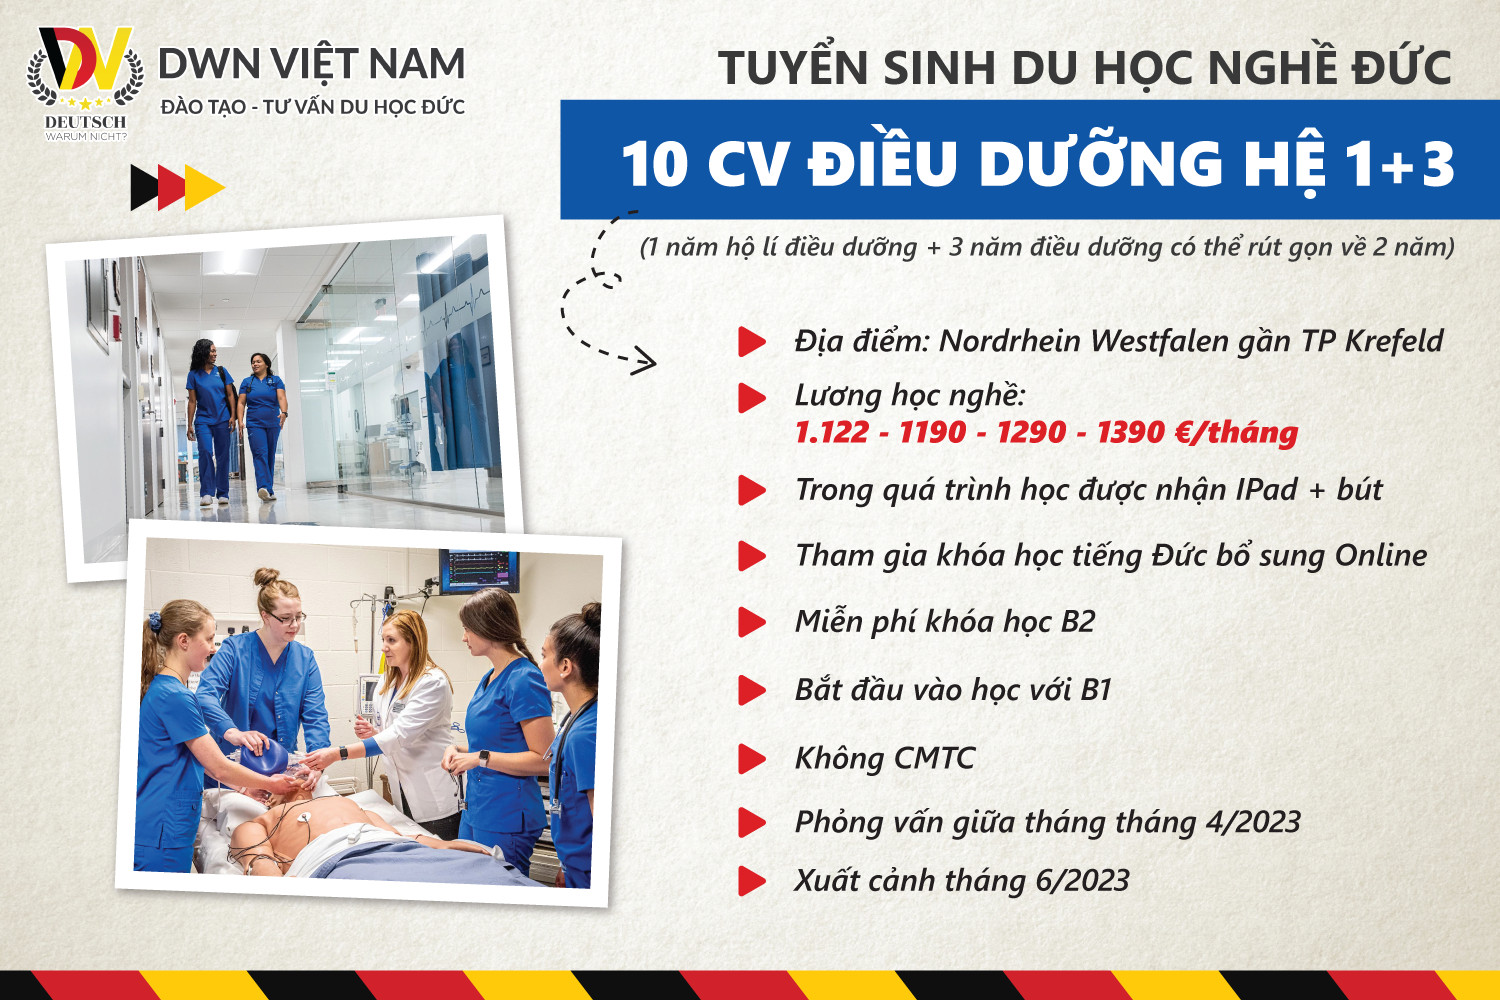 DWN VIỆT NAM
ĐÀO TẠO - TƯ VẤN DU HỌC ĐỨC
DEUTSCH
WARUM NICHT?
TUYỂN SINH DU HỌC NGHỀ ĐỨC
10 CV ĐIỀU DƯỠNG HỆ 1+3
(1 năm hộ lí điều dưỡng + 3 năm điều dưỡng có thể rút gọn về 2 năm)
Địa điểm: Nordrhein Westfalen gần TP Krefeld
Lương học nghề:
1.122 - 1190 - 1290 - 1390 €/tháng
Trong quá trình học được nhận IPad + bút
Tham gia khóa học tiếng Đức bổ sung Online
Miễn phí khóa học B2
Bắt đầu vào học với B1
Không CMTC
Phỏng vấn giữa tháng tháng 4/2023
Xuất cảnh tháng 6/2023